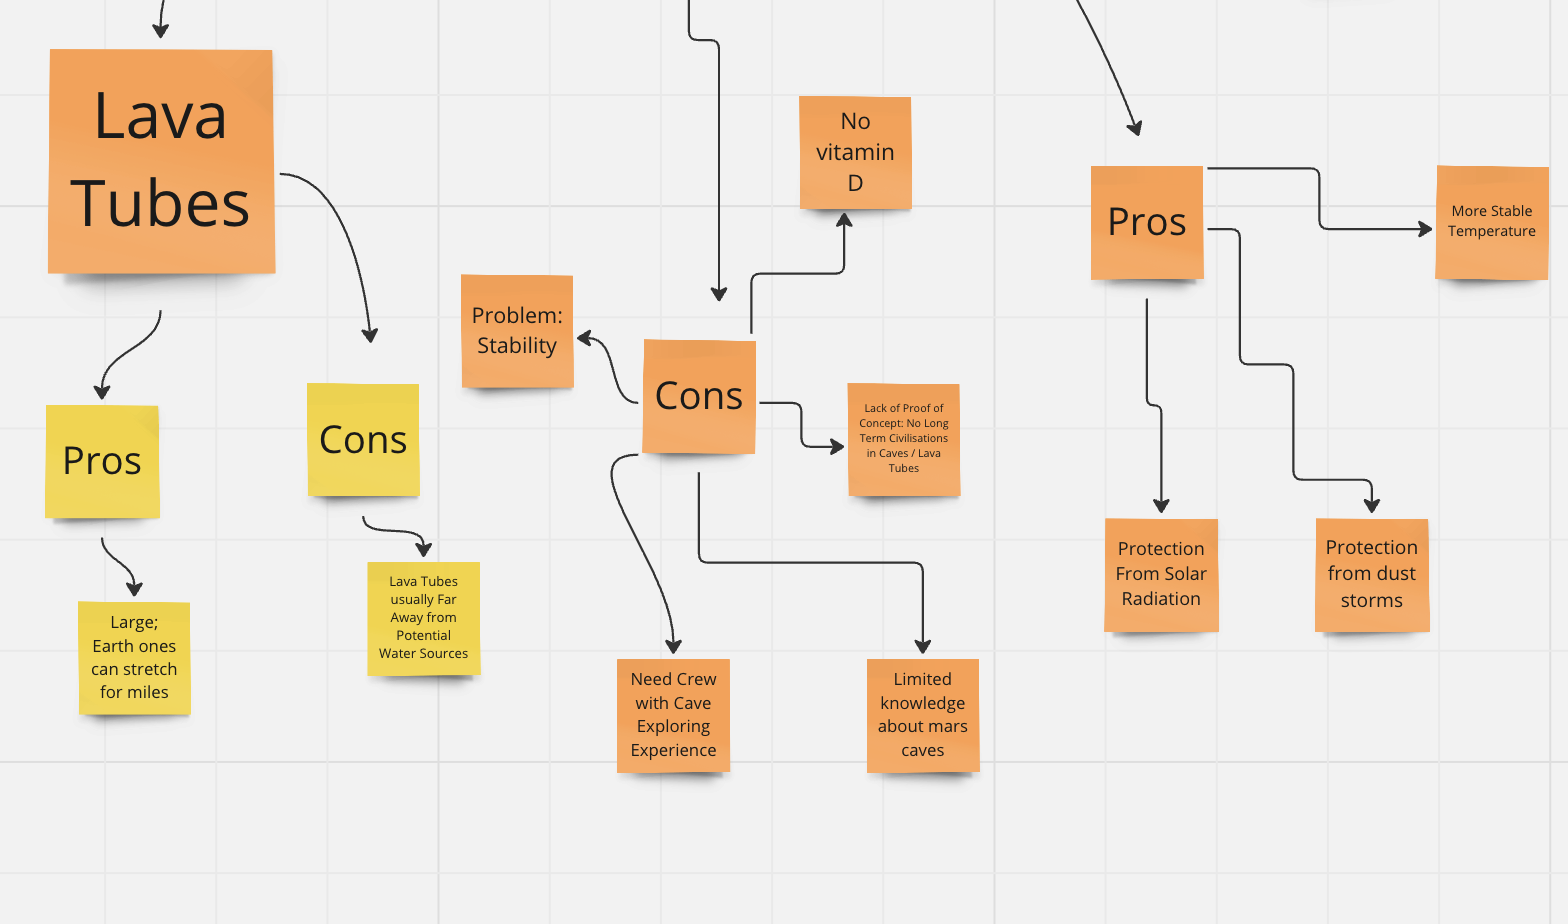 Lava
Tubes
Pros
Large;
Earth ones
can stretch
for miles
Cons
Lava Tubes
usually Far
Away from
Potential
Water Sources
Problem:
Stability
No
vitamin
D
Cons
Lack of Proof of
Concept: No Long
Term Civilisations
in Caves / Lava
Tubes
Need Crew
with Cave
Exploring
Experience
Limited
knowledge
about mars
caves
Pros
More Stable
Temperature
Protection
From Solar
Radiation
Protection
from dust
storms